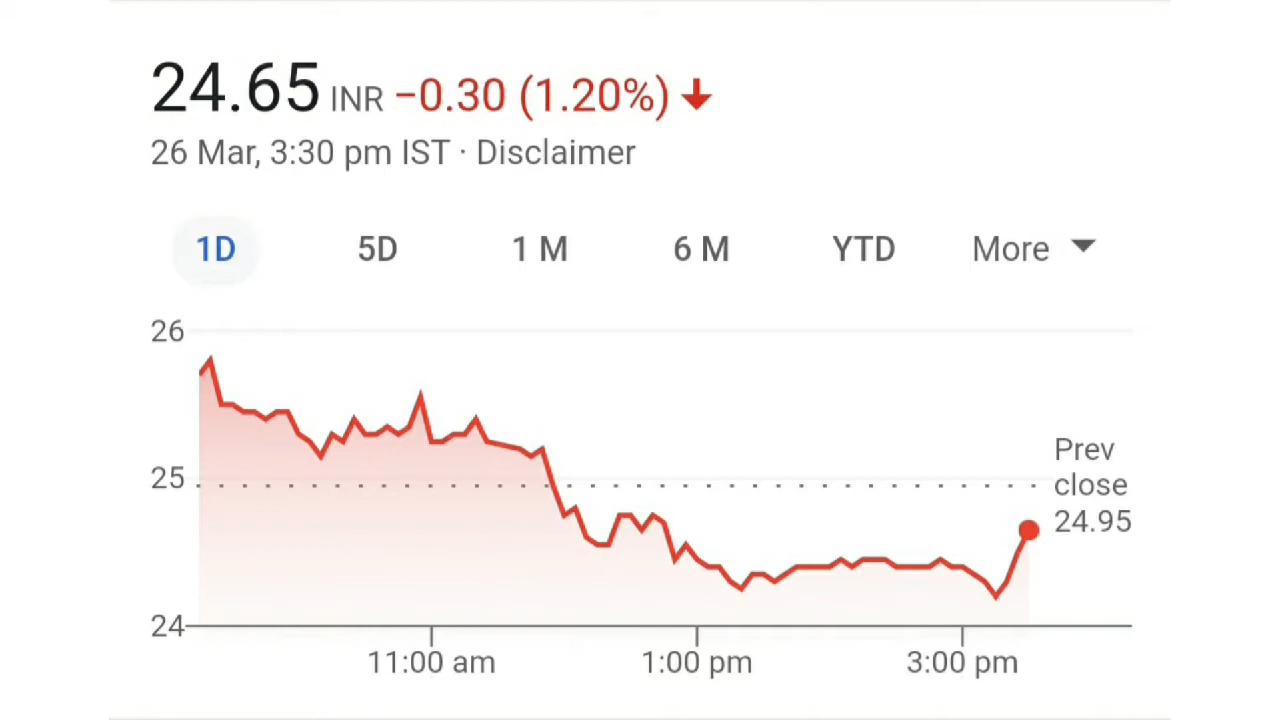 24.65 INR −0.30 (1.20%) ↓
26 Mar, 3:30 pm IST · Disclaimer
1D 5D 1 M 6 M YTD More
26
25
24
Prev
close
24.95
11:00 am 1:00 pm 3:00 pm